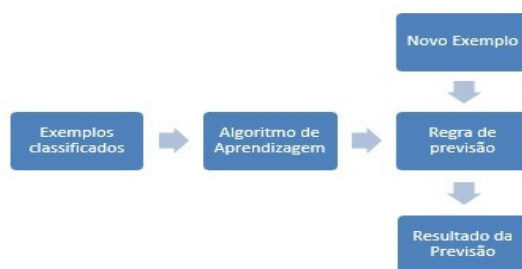 Novo Exemplo
Exemplos
classificados
Algoritmo de
Aprendizagem
Regra de
previsão
Resultado da
Previsão